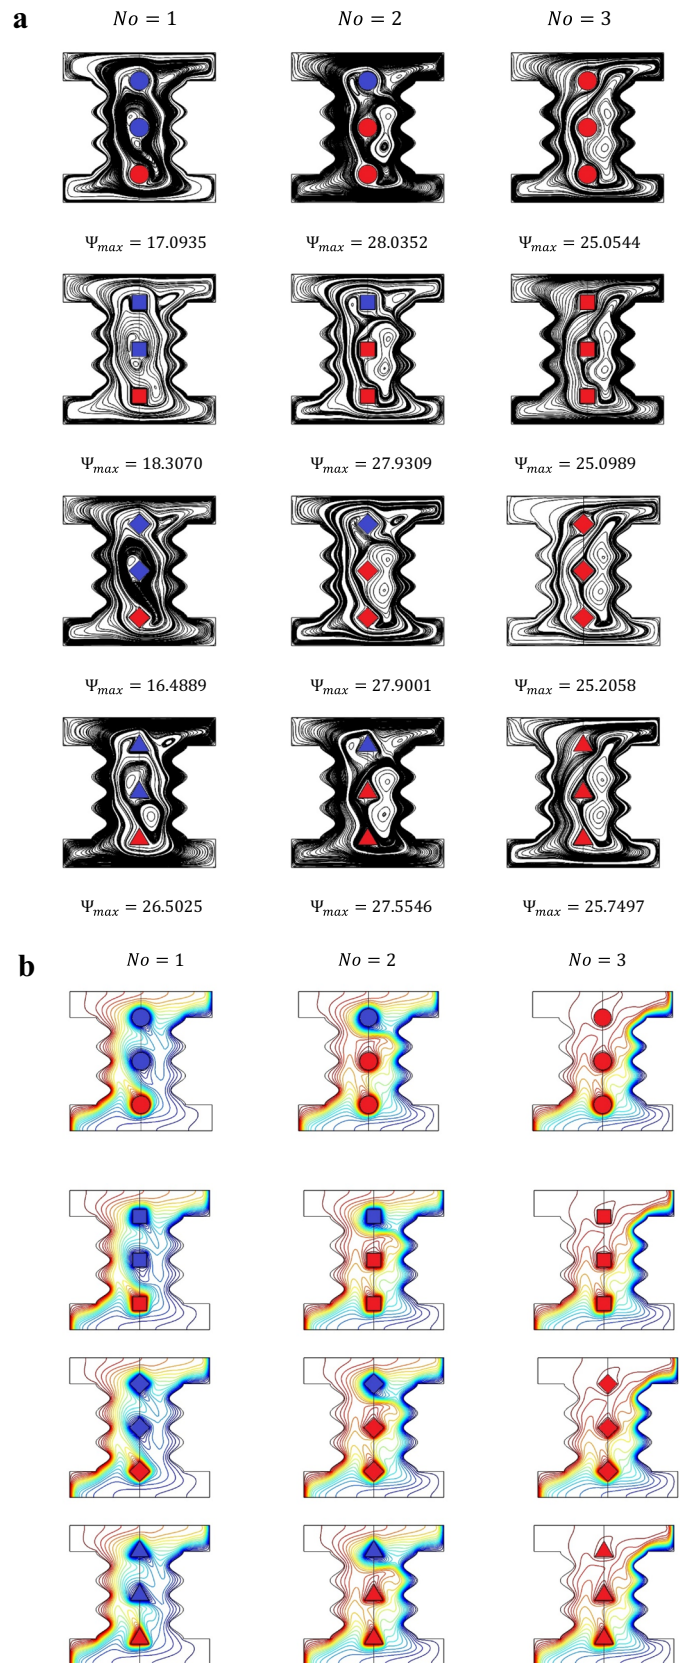 a No = 1 No = 2 No = 3
Ψmax = 17.0935 Ψmax = 28.0352 Ψmax = 25.0544
Ψmax = 18.3070 Ψmax = 27.9309 Ψmax = 25.0989
Ψmax = 16.4889 Ψmax = 27.9001 Ψmax = 25.2058
Ψmax = 26.5025 Ψmax = 27.5546 Ψmax = 25.7497
b No = 1 No = 2 No = 3